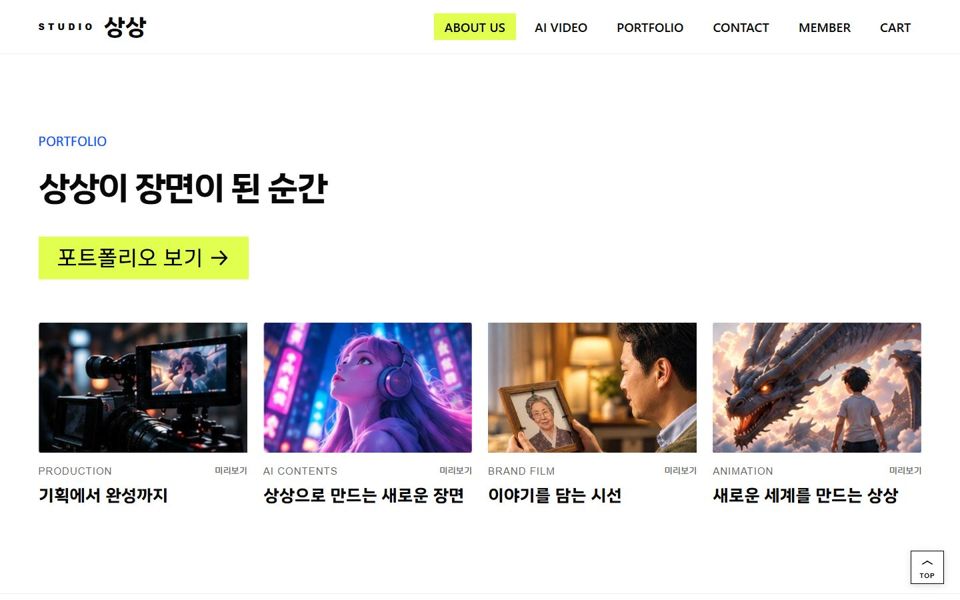 STUDIO 상상
ABOUT US AI VIDEO PORTFOLIO CONTACT MEMBER CART
PORTFOLIO
상상이 장면이 된 순간
포트폴리오 보기 →
PRODUCTION 미리보기
기획에서 완성까지
AI CONTENTS 미리보기
상상으로 만드는 새로운 장면
BRAND FILM 미리보기
이야기를 담는 시선
ANIMATION 미리보기
새로운 세계를 만드는 상상
TOP